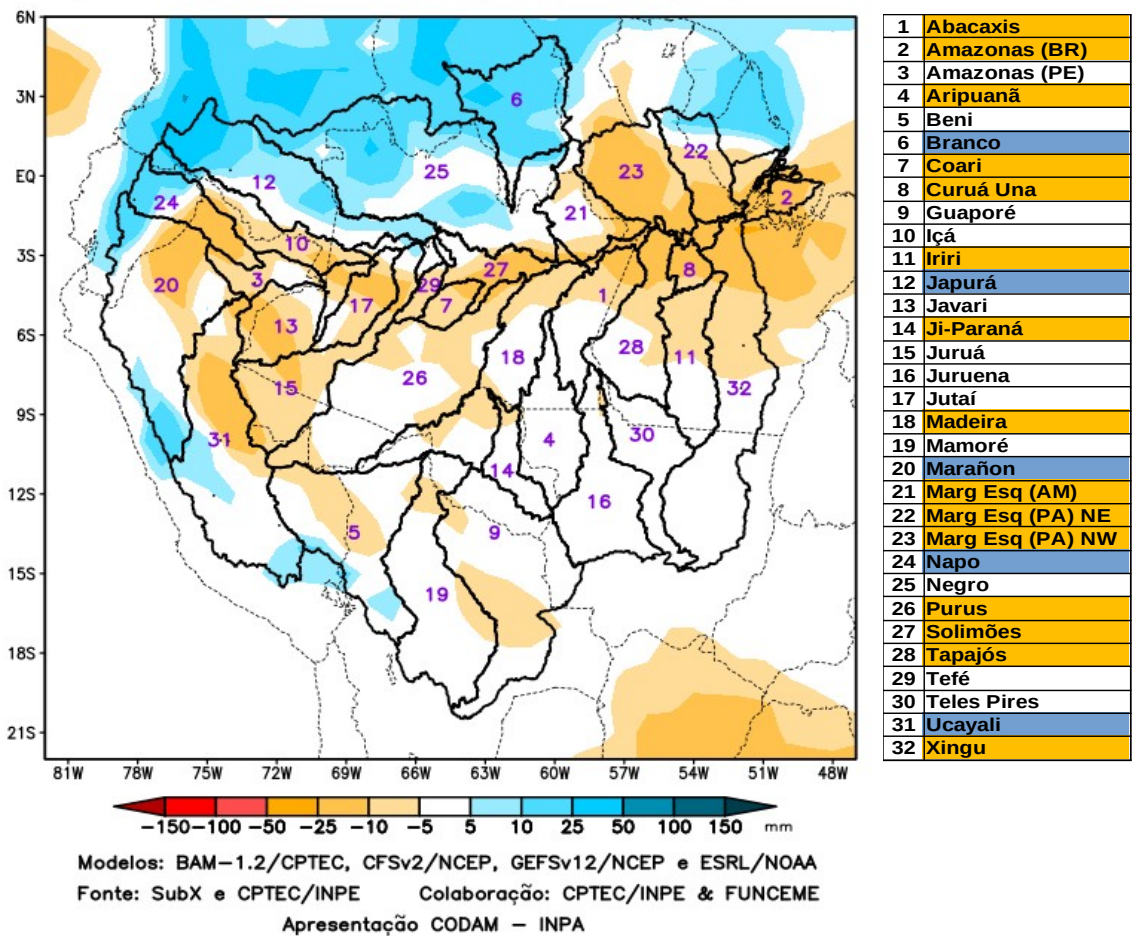 6N
3N
EQ
3S
6S
9S
12S
15S
18S
21S
81W 78W 75W 72W 69W 66W 63W 60W 57W 54W 51W 48W
6
22
23
25
12
2
24
21
10
27
8
3
20
29
7
1
17
13
28
18
11
26
15
32
31
30
4
14
16
5
9
19
−150 −100 −50 −25 −10 −5 5 10 25 50 100 150 mm
Modelos: BAM−1.2/CPTEC, CFSv2/NCEP, GEFSv12/NCEP e ESRL/NOAA
Fonte: SubX e CPTEC/INPE Colaboração: CPTEC/INPE & FUNCEME
Apresentação CODAM − INPA
1 Abacaxis
2 Amazonas (BR)
3 Amazonas (PE)
4 Aripuanã
5 Beni
6 Branco
7 Coari
8 Curuá Una
9 Guaporé
10 Içá
11 Iriri
12 Japurá
13 Javari
14 Ji-Paraná
15 Juruá
16 Juruena
17 Jutaí
18 Madeira
19 Mamoré
20 Marañon
21 Marg Esq (AM)
22 Marg Esq (PA) NE
23 Marg Esq (PA) NW
24 Napo
25 Negro
26 Purus
27 Solimões
28 Tapajós
29 Tefé
30 Teles Pires
31 Ucayali
32 Xingu